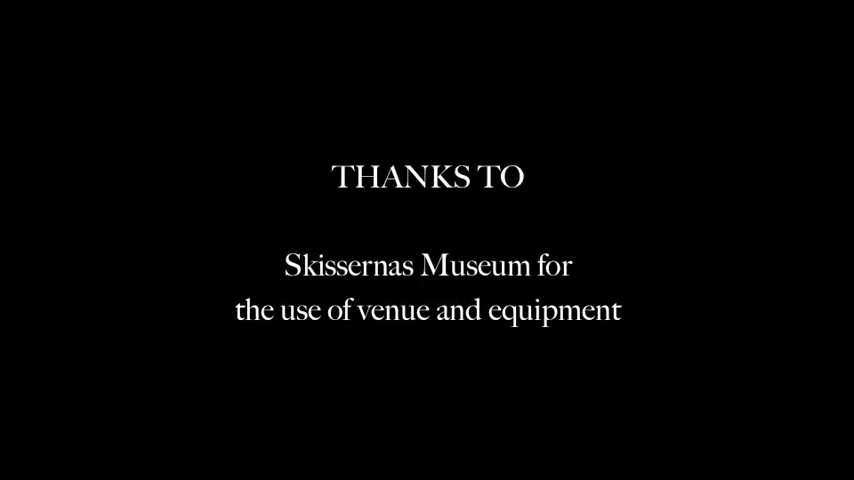 THANKS TO
Skissernas Museum for
the use of venue and equipment